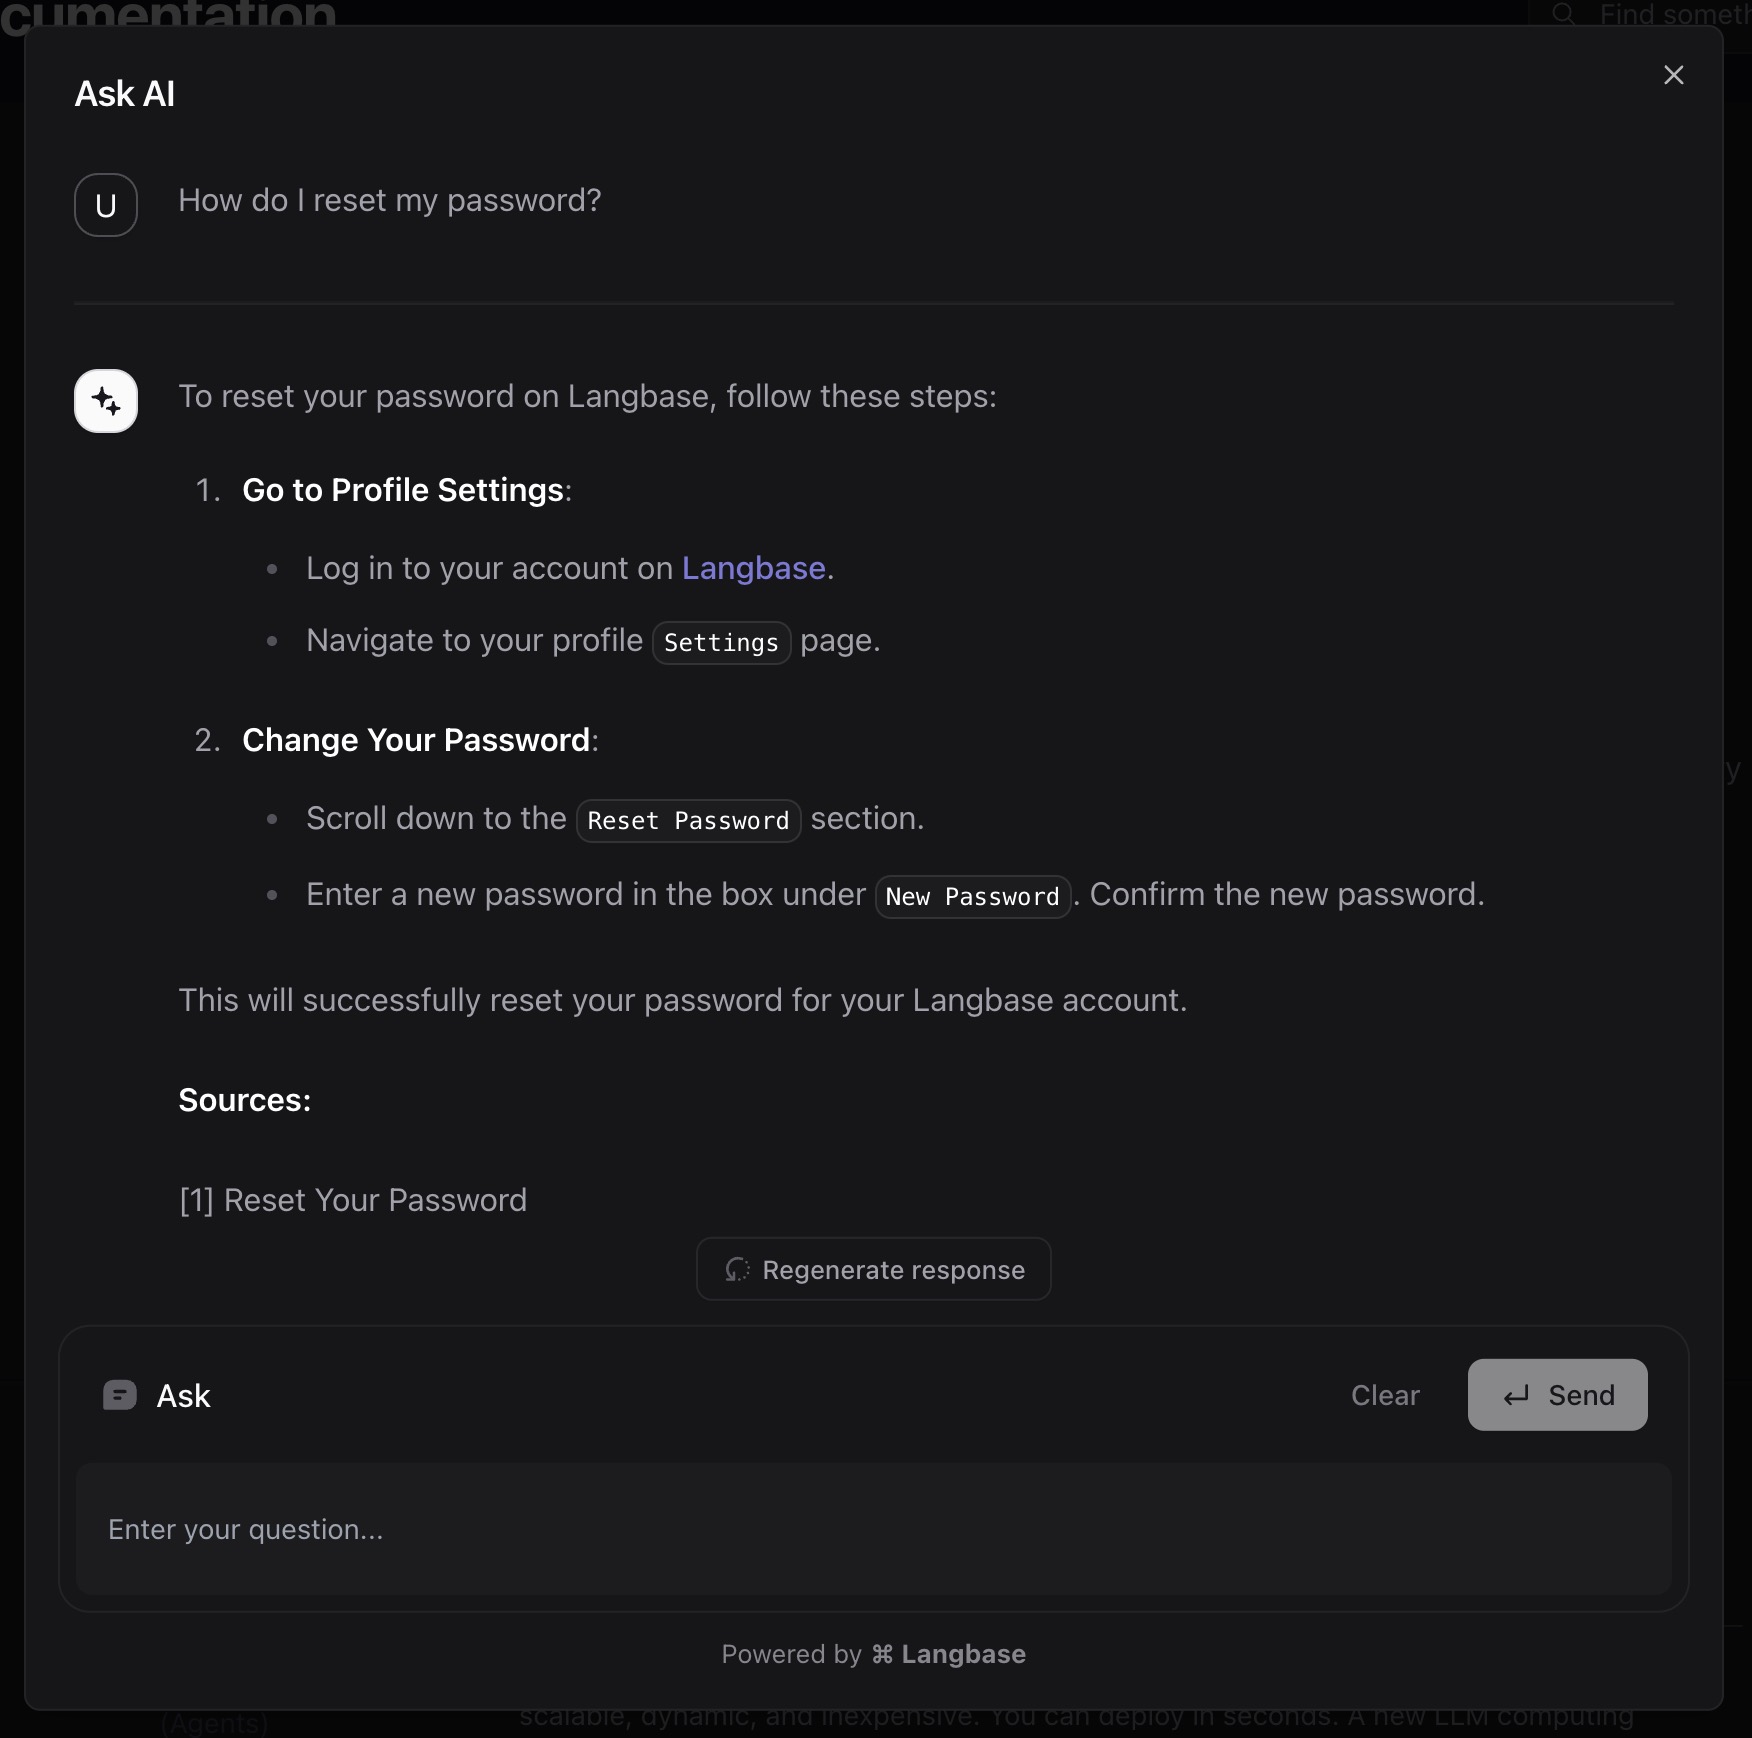 Find
Ask AI
U
How do I reset my password?
To reset your password on Langbase, follow these steps:
1. Go to Profile Settings:
• Log in to your account on Langbase.
• Navigate to your profile Settings page.
2. Change Your Password:
• Scroll down to the Reset Password section.
• Enter a new password in the box under New Password. Confirm the new password.
This will successfully reset your password for your Langbase account.
Sources:
[1] Reset Your Password
Regenerate response
Ask
Clear
Send
Enter your question...
Powered by ⌘ Langbase
(Agents)
scalable, dynamic, and inexpensive. You can deploy in seconds. A new LLM computing